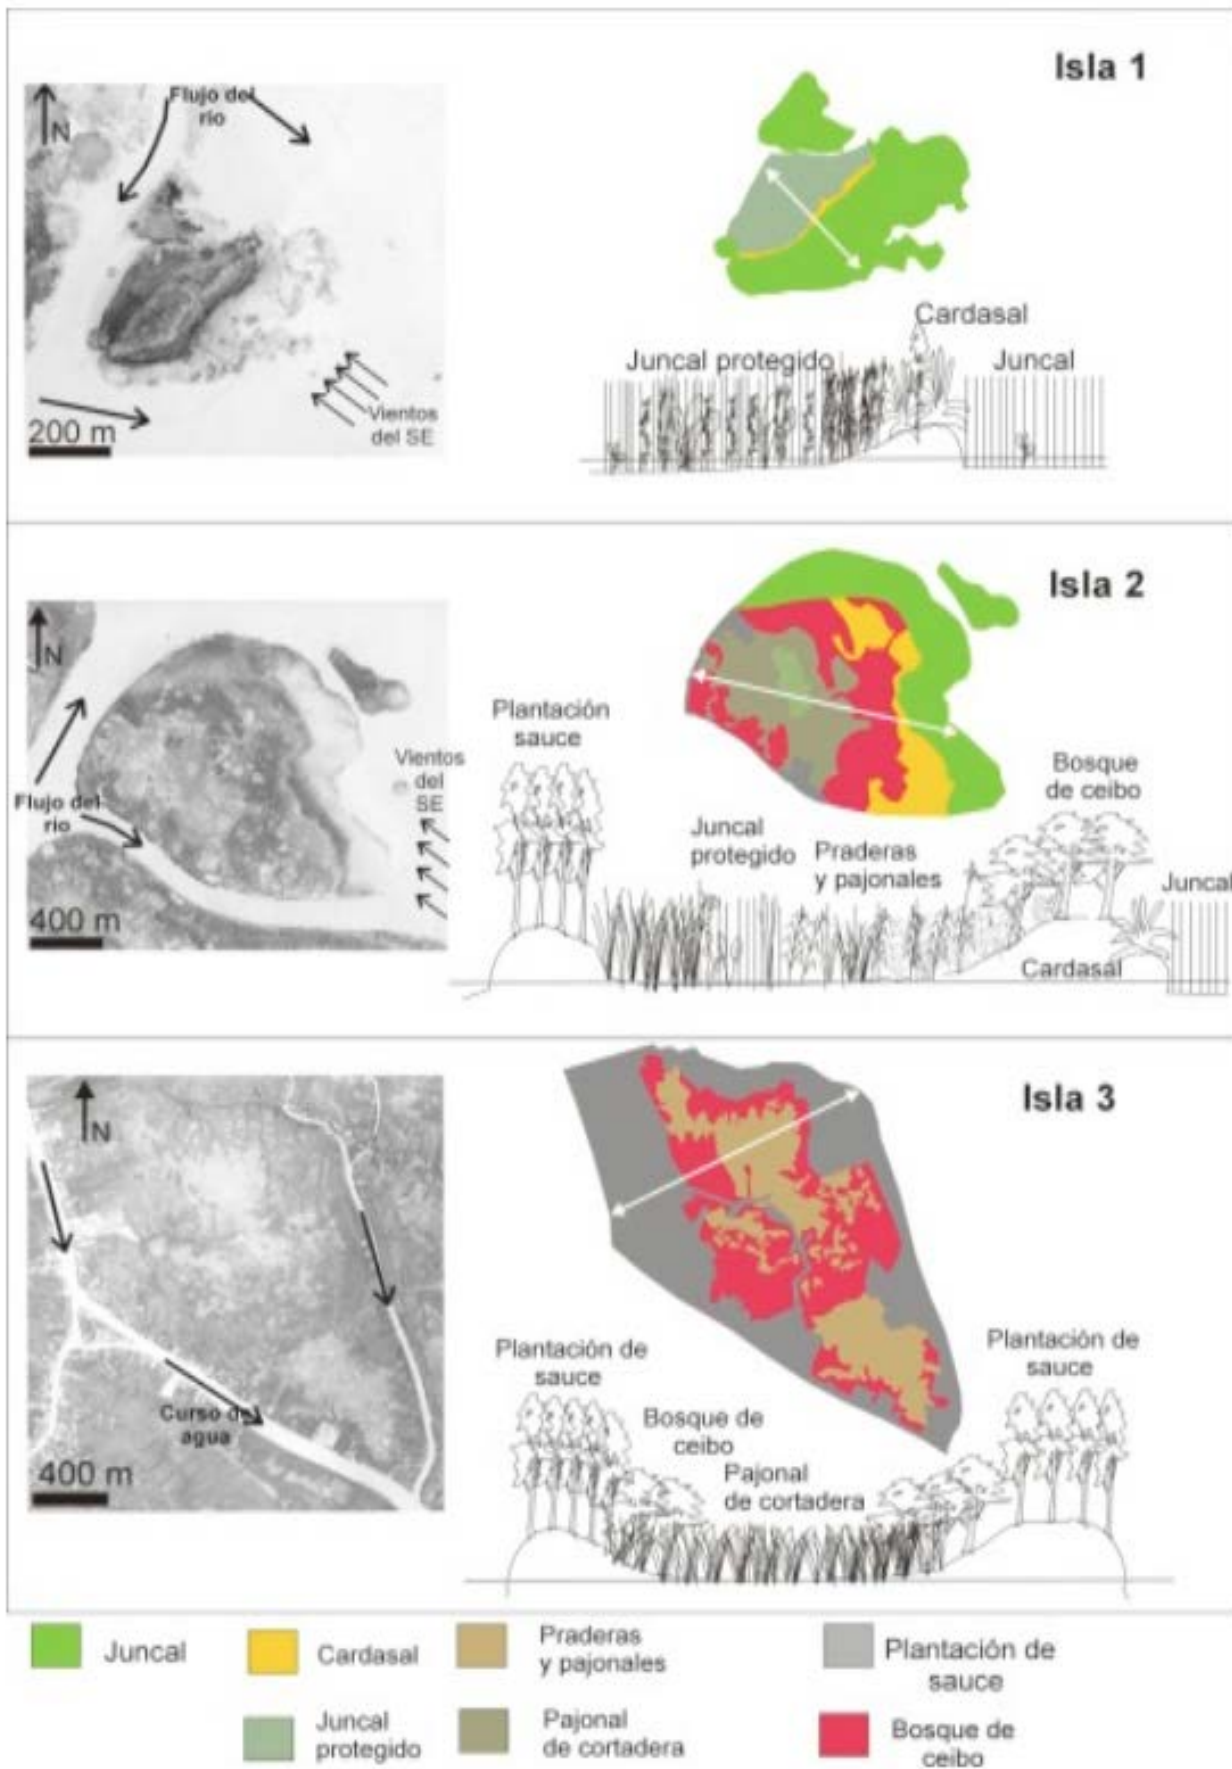 Isla 1
Flujo del
río
N
200 m
Vientos
del SE
Cardasal
Juncal protegido
Juncal
Isla 2
N
Flujo del
río
400 m
Vientos
del
SE
Plantación
sauce
Juncal
protegido
Praderas
y pajonales
Bosque
de ceibo
Juncal
Cardasal
Isla 3
N
Curso de
agua
400 m
Plantación de
sauce
Bosque de
ceibo
Pajonal
de cortadera
Plantación de
sauce
Juncal
Cardasal
Praderas
y pajonales
Plantación de
sauce
Juncal
protegido
Pajonal
de cortadera
Bosque de
ceibo